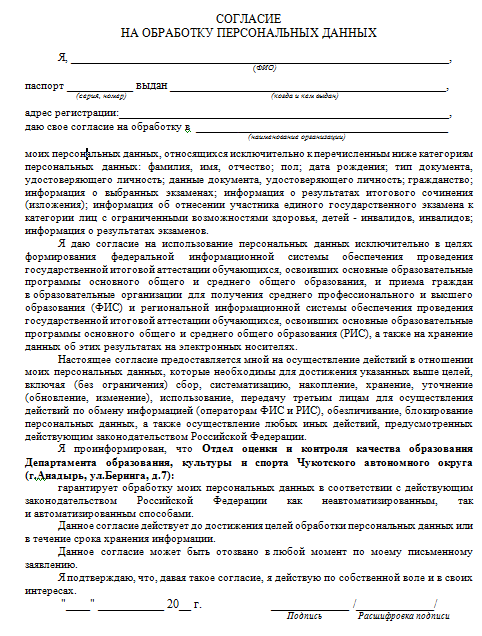 СОГЛАСИЕ
НА ОБРАБОТКУ ПЕРСОНАЛЬНЫХ ДАННЫХ
Я, _______________________________________________,
(ФИО)
паспорт ___________ выдан _______________________________________,
(серия, номер) (когда и кем выдан)
адрес регистрации:_______________________________________________,
даю свое согласие на обработку в _____________________________________
(наименование организации)
моих персональных данных, относящихся исключительно к перечисленным ниже категориям
персональных данных: фамилия, имя, отчество; пол; дата рождения; тип документа,
удостоверяющего личность; данные документа, удостоверяющего личность; гражданство;
информация о выбранных экзаменах; информация о результатах итогового сочинения
(изложения); информация об отнесении участника единого государственного экзамена к
категории лиц с ограниченными возможностями здоровья, детей - инвалидов, инвалидов;
информация о результатах экзаменов.
Я даю согласие на использование персональных данных исключительно в целях
формирования федеральной информационной системы обеспечения проведения
государственной итоговой аттестации обучающихся, освоивших основные образовательные
программы основного общего и среднего общего образования, и приема граждан
в образовательные организации для получения среднего профессионального и высшего
образования (ФИС) и региональной информационной системы обеспечения проведения
государственной итоговой аттестации обучающихся, освоивших основные образовательные
программы основного общего и среднего общего образования (РИС), а также на хранение
данных об этих результатах на электронных носителях.
Настоящее согласие предоставляется мной на осуществление действий в отношении
моих персональных данных, которые необходимы для достижения указанных выше целей,
включая (без ограничения) сбор, систематизацию, накопление, хранение, уточнение
(обновление, изменение), использование, передачу третьим лицам для осуществления
действий по обмену информацией (операторам ФИС и РИС), обезличивание, блокирование
персональных данных, а также осуществление любых иных действий, предусмотренных
действующим законодательством Российской Федерации.
Я проинформирован, что Отдел оценки и контроля качества образования
Департамента образования, культуры и спорта Чукотского автономного округа
(г.Анадырь, ул.Беринга, д.7):
гарантирует обработку моих персональных данных в соответствии с действующим
законодательством Российской Федерации как неавтоматизированным, так
и автоматизированным способами.
Данное согласие действует до достижения целей обработки персональных данных или
в течение срока хранения информации.
Данное согласие может быть отозвано в любой момент по моему письменному
заявлению.
Я подтверждаю, что, давая такое согласие, я действую по собственной воле и в своих
интересах.
"____" ___________ 20__ г. _____________ /_____________/
Подпись Расшифровка подписи